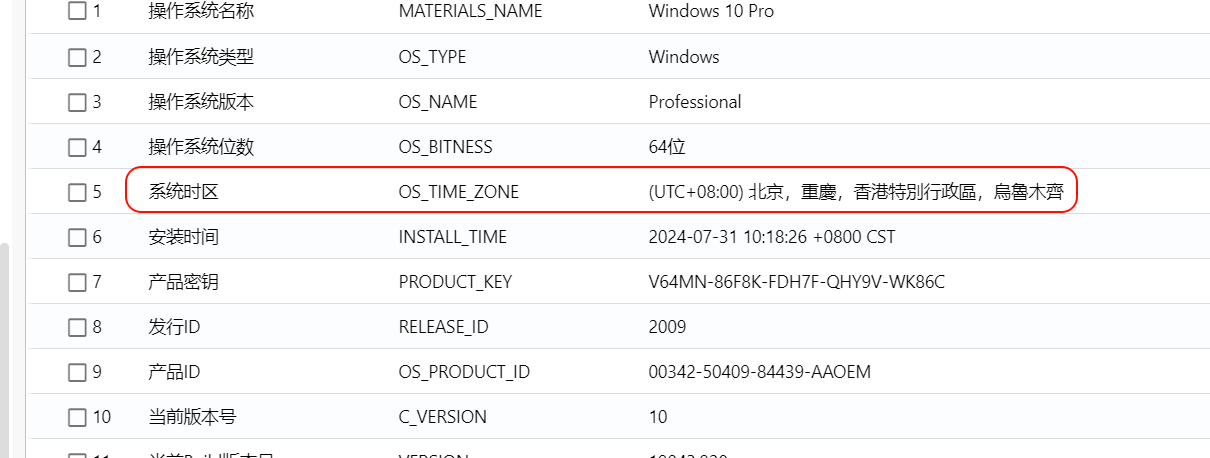 1 操作系统名称 MATERIALS_NAME Windows 10 Pro
2 操作系统类型 OS_TYPE Windows
3 操作系统版本 OS_NAME Professional
4 操作系统位数 OS_BITNESS 64位
5 系统时区 OS_TIME_ZONE (UTC+08:00) 北京，重慶，香港特別行政區，烏魯木齊
6 安装时间 INSTALL_TIME 2024-07-31 10:18:26 +0800 CST
7 产品密钥 PRODUCT_KEY V64MN-86F8K-FDH7F-QHY9V-WK86C
8 发行ID RELEASE_ID 2009
9 产品ID OS_PRODUCT_ID 00342-50409-84439-AAOEM
10 当前版本号 C_VERSION 10